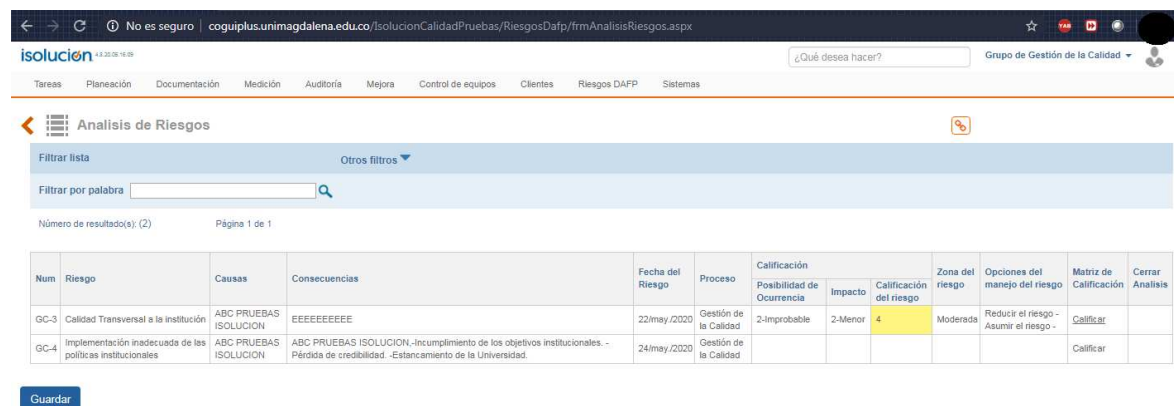 No es seguro | coguiplus.unimagdalena.edu.co/IsolucionCalidadPruebas/RiesgosDafp/frmAnalisisRiesgos.aspx
isolución 4.8.20.05 16.09
¿Qué desea hacer?
Grupo de Gestión de la Calidad
Tareas Planeación Documentación Medición Auditoría Mejora Control de equipos Clientes Riesgos DAFP Sistemas
Analisis de Riesgos
Filtrar lista Otros filtros
Filtrar por palabra
Número de resultado(s): (2) Página 1 de 1
Num Riesgo Causas Consecuencias Fecha del Riesgo Proceso Calificación Zona del riesgo Opciones del manejo del riesgo Matriz de Calificación Cerrar Analisis
Posibilidad de Ocurrencia Impacto Calificación del riesgo
GC-3 Calidad Transversal a la institución ABC PRUEBAS ISOLUCION EEEEEEEEEE 22/may./2020 Gestión de la Calidad 2-Improbable 2-Menor 4 Moderada Reducir el riesgo - Asumir el riesgo - Calificar
GC-4 Implementación inadecuada de las políticas institucionales ABC PRUEBAS ISOLUCION ABC PRUEBAS ISOLUCION,-Incumplimiento de los objetivos institucionales. -Pérdida de credibilidad. -Estancamiento de la Universidad. 24/may./2020 Gestión de la Calidad Calificar
Guardar